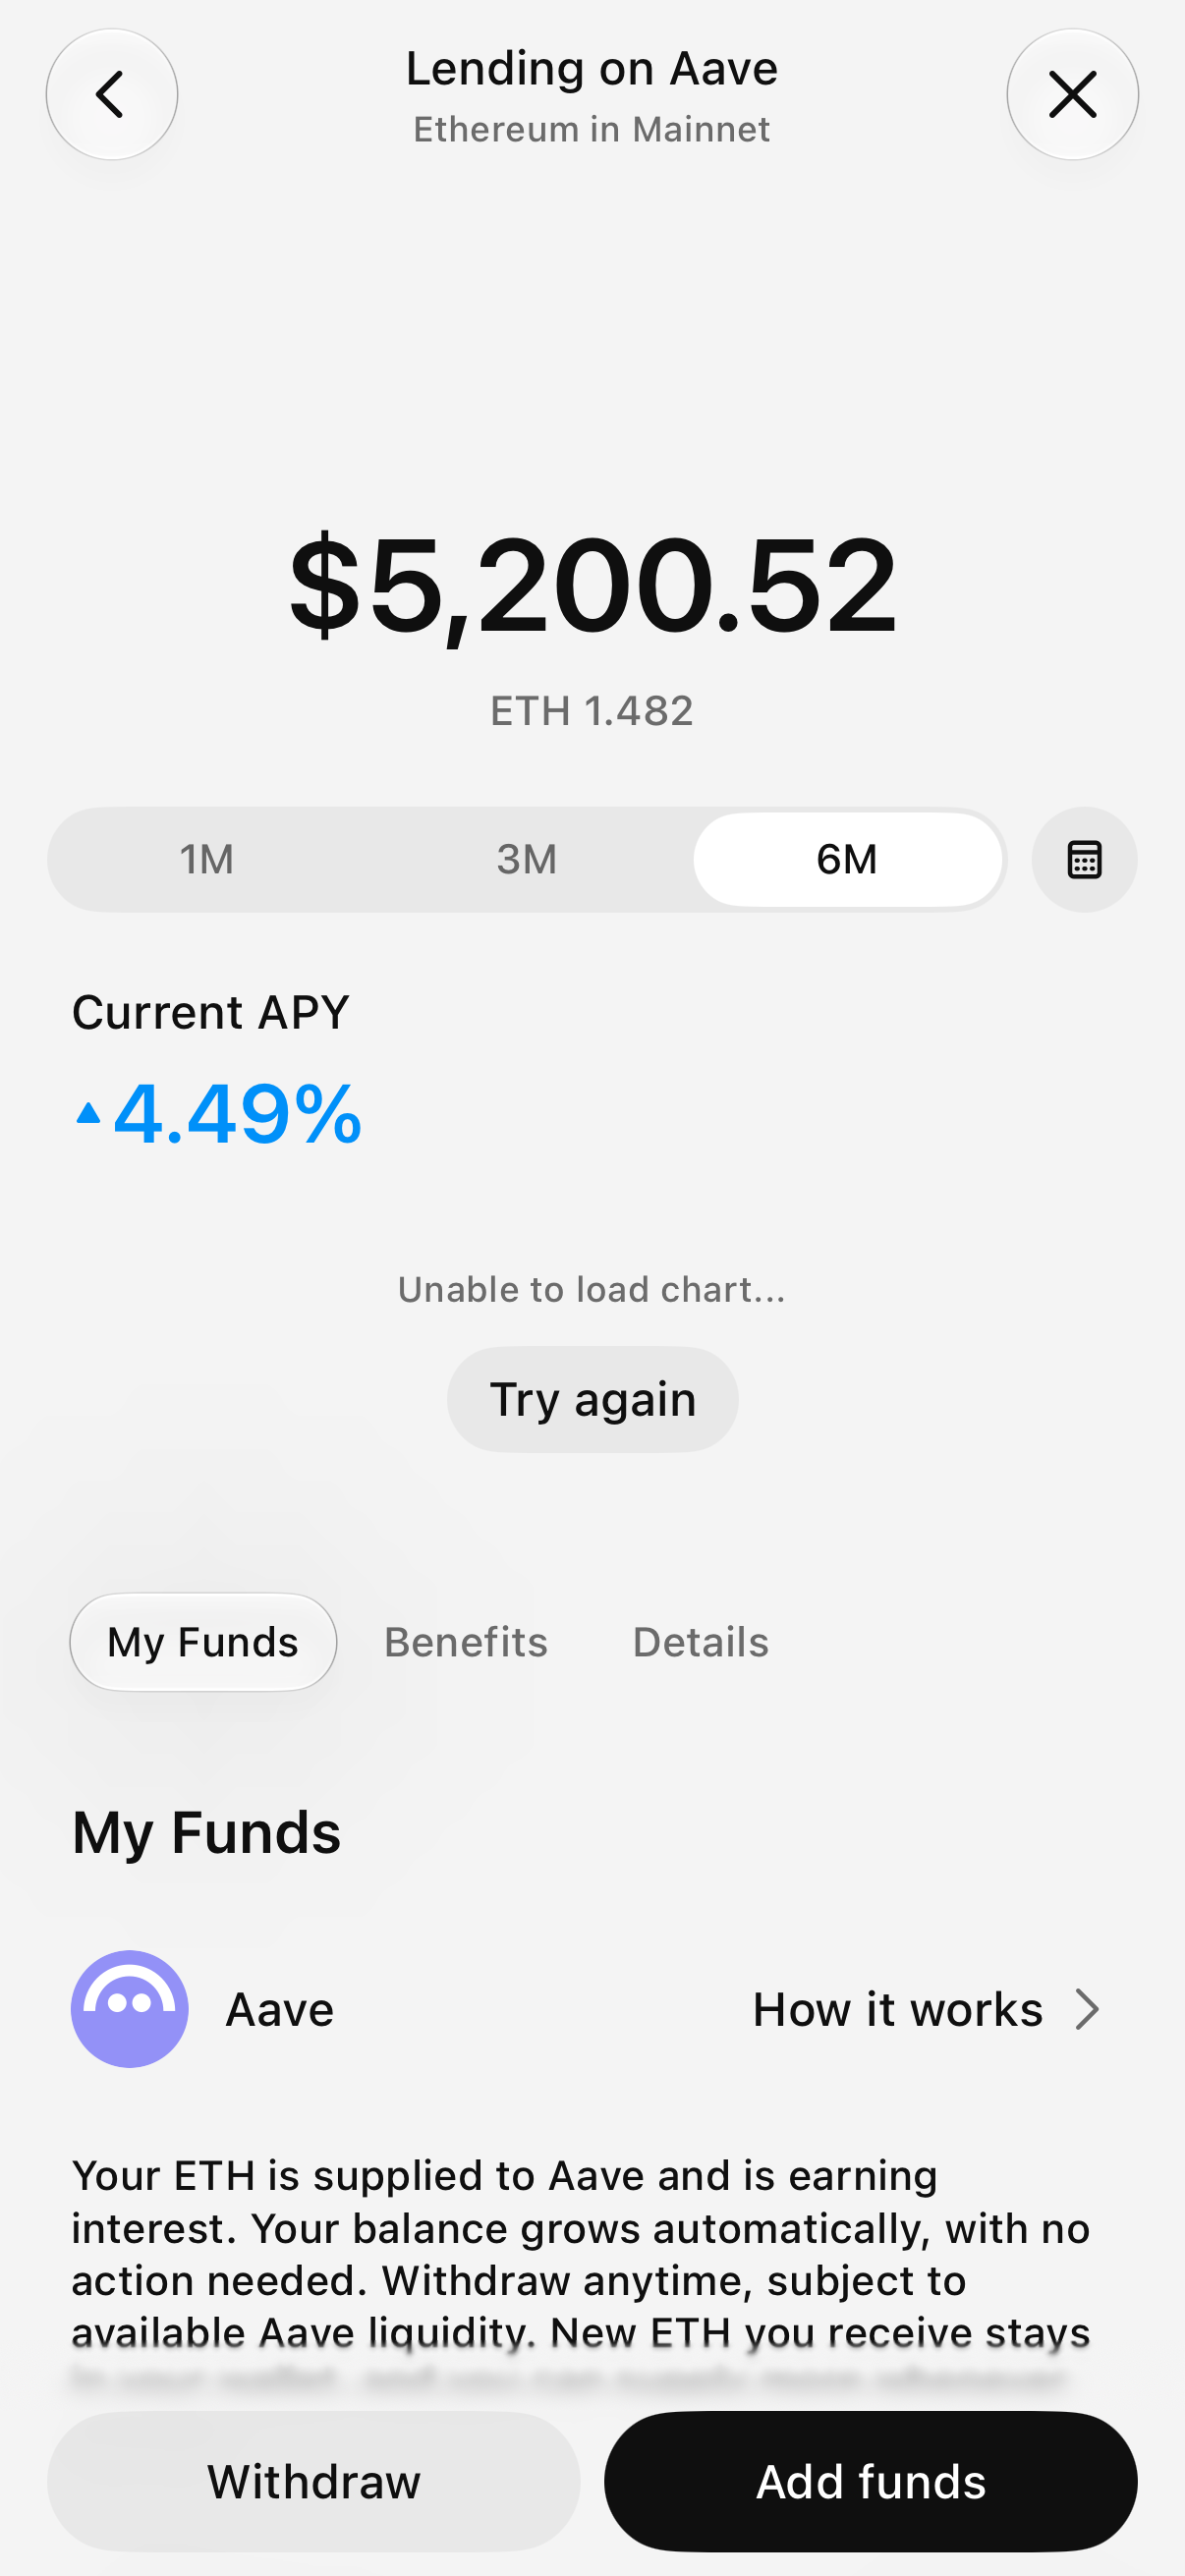 Lending on Aave
Ethereum in Mainnet
$5,200.52
ETH 1.482
1M 3M 6M
Current APY
4.49%
Unable to load chart...
Try again
My Funds Benefits Details
My Funds
Aave How it works
Your ETH is supplied to Aave and is earning
interest. Your balance grows automatically, with no
action needed. Withdraw anytime, subject to
available Aave liquidity. New ETH you receive stays
Withdraw Add funds